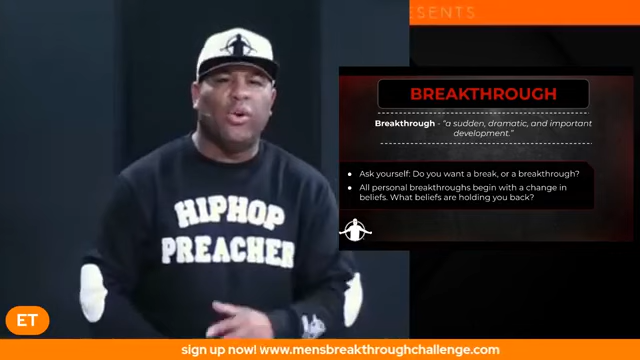 ESENTS
BREAKTHROUGH
Breakthrough - “a sudden, dramatic, and important
development.”
● Ask yourself: Do you want a break, or a breakthrough?
● All personal breakthroughs begin with a change in
beliefs. What beliefs are holding you back?
HIPHOP
PREACHER
ET
sign up now! www.mensbreakthroughchallenge.com